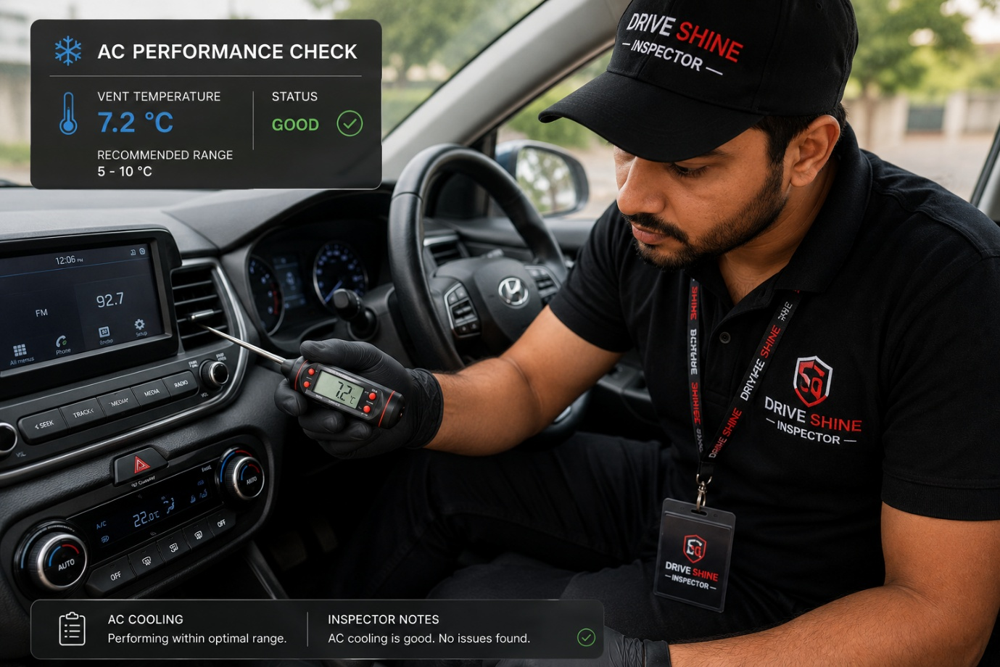 AC PERFORMANCE CHECK
VENT TEMPERATURE
7.2 °C
RECOMMENDED RANGE
5 - 10 °C
STATUS
GOOD
DRIVE SHINE
— INSPECTOR —
12:06 PM
FM
92.7
All menus
Phone
Setup
< SEEK
TRACK
MEDIA
RADIO
7.2 °C
A/C
22.0°C
AUTO
AUTO
OFF
OFF
SHINE
DRIVE SHINE
DRIVE SHINE
— INSPECTOR —
DRIVE SHINE
— INSPECTOR —
AC COOLING
Performing within optimal range.
INSPECTOR NOTES
AC cooling is good. No issues found.